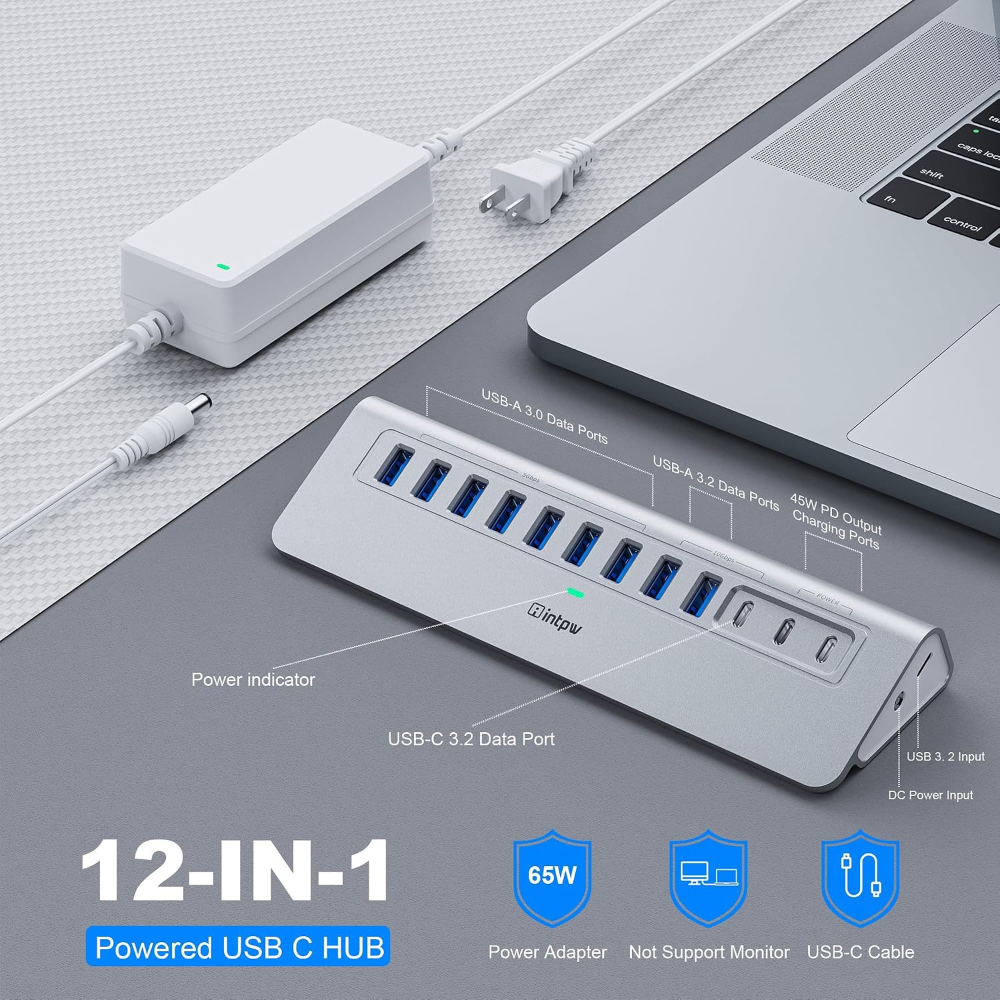 tab
caps lock
shift
fn
control
USB-A 3.0 Data Ports
USB-A 3.2 Data Ports
45W PD Output
Charging Ports
5Gbps
10Gbps
POWER
Aintpw
Power indicator
USB-C 3.2 Data Port
USB 3. 2 Input
DC Power Input
12-IN-1
Powered USB C HUB
65W
Power Adapter
Not Support Monitor
USB-C Cable